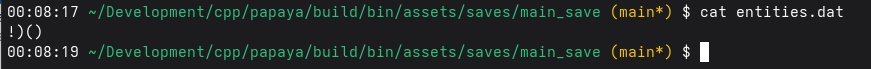 00:08:17 ~/Development/cpp/papaya/build/bin/assets/saves/main_save (main*) $ cat entities.dat
!)()
00:08:19 ~/Development/cpp/papaya/build/bin/assets/saves/main_save (main*) $